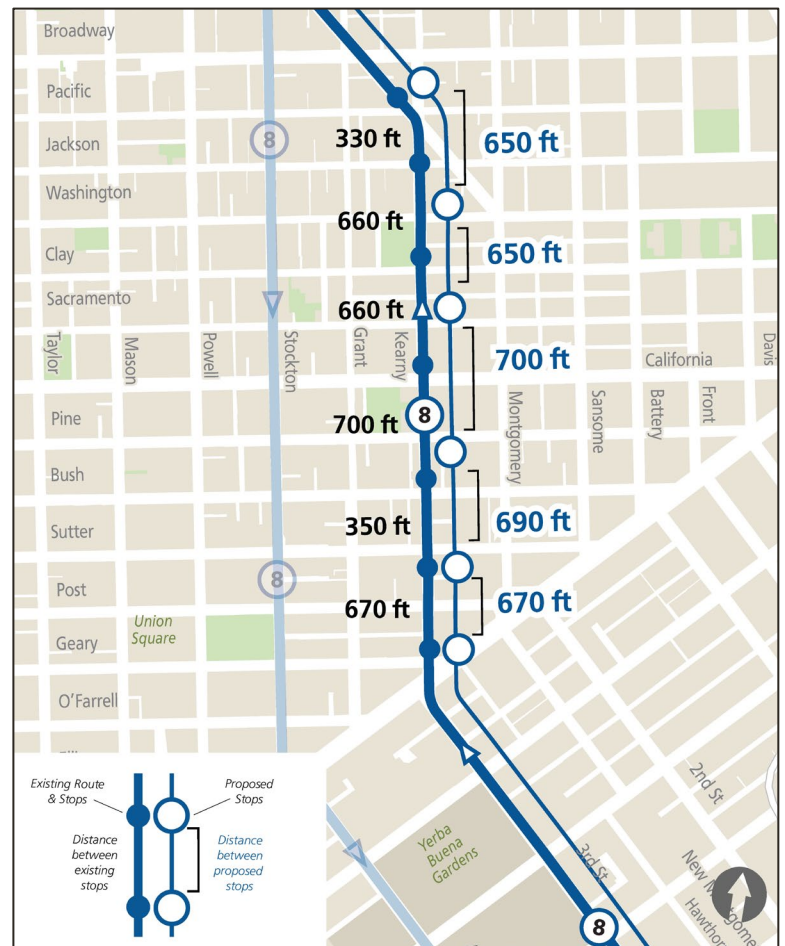 Broadway
Pacific
8
Jackson
330 ft
650 ft
Washington
660 ft
Clay
650 ft
Sacramento
660 ft
Taylor
Mason
Powell
Stockton
Grant
Kearny
Montgomery
Sansome
Battery
Front
Davis
California
700 ft
8
Pine
700 ft
Bush
Sutter
350 ft
690 ft
8
Post
670 ft
670 ft
Union
Square
Geary
O’Farrell
Existing Route
& Stops
Proposed
Stops
Distance
between
existing
stops
Distance
between
proposed
stops
Yerba
Buena
Gardens
2nd St
3rd St
8